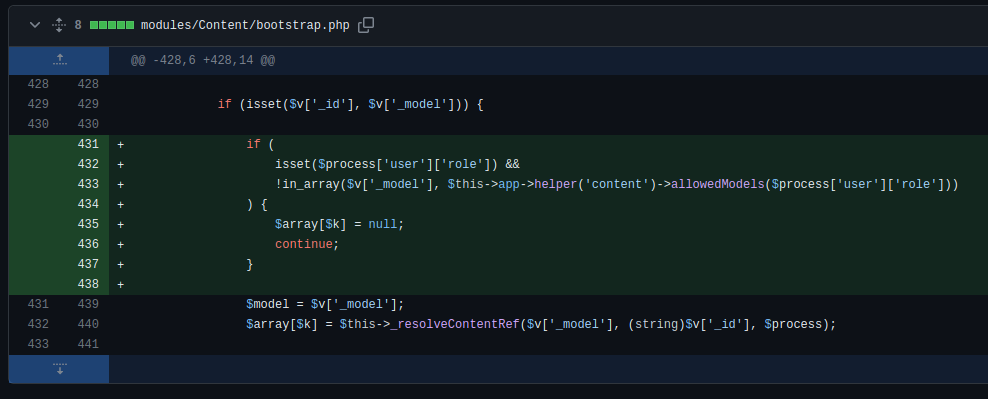 8 modules/Content/bootstrap.php
@@ -428,6 +428,14 @@
428 428
429 429 if (isset($v['_id'], $v['_model'])) {
430 430
431 + if (
432 + isset($process['user']['role']) &&
433 + !in_array($v['_model'], $this->app->helper('content')->allowedModels($process['user']['role']))
434 + ) {
435 + $array[$k] = null;
436 + continue;
437 + }
438 +
431 439 $model = $v['_model'];
432 440 $array[$k] = $this->_resolveContentRef($v['_model'], (string)$v['_id'], $process);
433 441